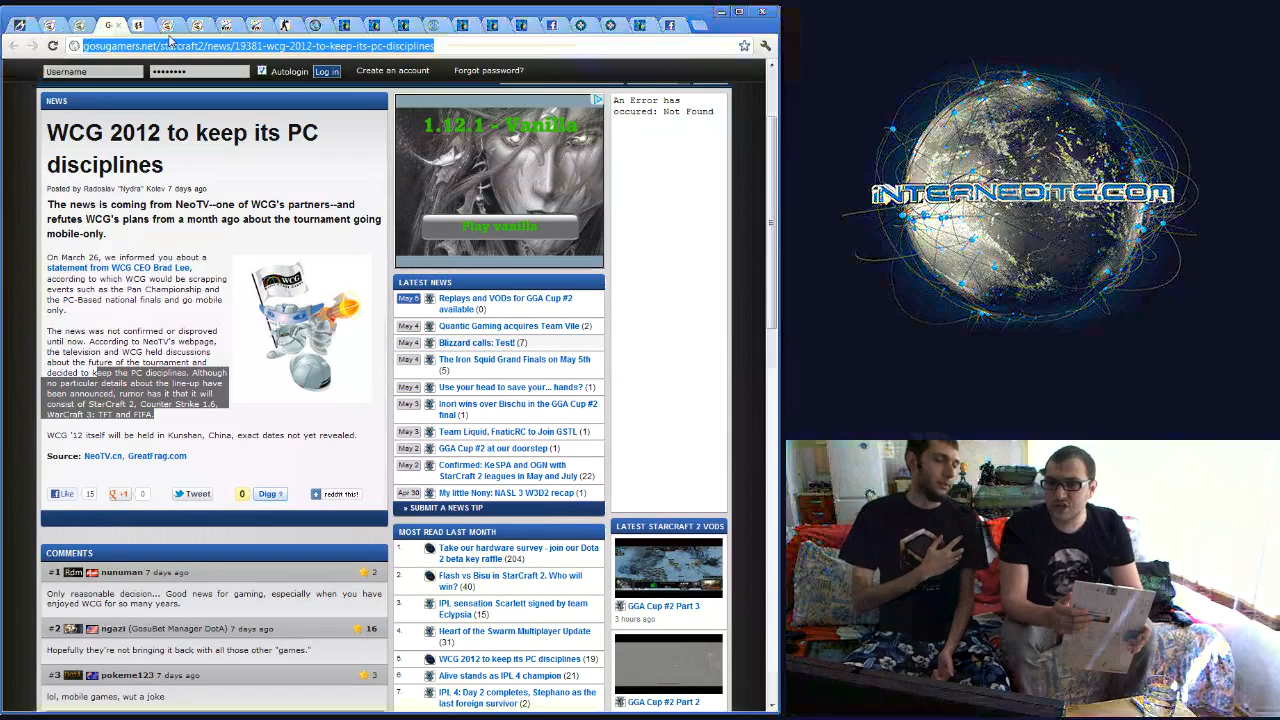 gosugamers.net/starcraft2/news/19381-wcg-2012-to-keep-its-pc-disciplines
Username
Autologin
Log in
Create an account
Forgot password?
NEWS
WCG 2012 to keep its PC
disciplines
Posted by Radoslav "Nydra" Kolev 7 days ago
The news is coming from NeoTV--one of WCG's partners--and
refutes WCG's plans from a month ago about the tournament going
mobile-only.
On March 26, we informed you about a
statement from WCG CEO Brad Lee,
according to which WCG would be scrapping
events such as the Pan Championship and
the PC-Based national finals and go mobile
only.
The news was not confirmed or disproved
until now. According to NeoTV's webpage,
the television and WCG held discussions
about the future of the tournament and
decided to keep the PC disciplines. Although
no particular details about the line-up have
been announced, rumor has it that it will
consist of StarCraft 2, Counter Strike 1.6,
WarCraft 3: TFT and FIFA.
WCG '12 itself will be held in Kunshan, China, exact dates not yet revealed.
Source: NeoTV.cn, GreatFrag.com
Like 15 +1 0 Tweet 0 Digg reddit this!
COMMENTS
#1 Rdm nunuman 7 days ago 2
Only reasonable decision... Good news for gaming, especially when you have
enjoyed WCG for so many years.
#2 ngazi (GosuBet Manager DotA) 7 days ago 16
Hopefully they're not bringing it back with all those other "games."
#3 pokeme123 7 days ago 3
lol, mobile games, wut a joke
WCG
1.12.1 - Vanilla
Play vanilla
LATEST NEWS
May 5 Replays and VODs for GGA Cup #2
available (0)
May 4 Quantic Gaming acquires Team Vile (2)
May 4 Blizzard calls: Test! (7)
May 4 The Iron Squid Grand Finals on May 5th
(5)
May 4 Use your head to save your... hands? (1)
May 3 Inori wins over Bischu in the GGA Cup #2
final (1)
May 3 Team Liquid, FnaticRC to Join GSTL (1)
May 2 GGA Cup #2 at our doorstep (1)
May 2 Confirmed: KeSPA and OGN with
StarCraft 2 leagues in May and July (22)
Apr 30 My little Nony: NASL 3 W3D2 recap (1)
» SUBMIT A NEWS TIP
MOST READ LAST MONTH
1. Take our hardware survey - join our Dota
2 beta key raffle (204)
2. Flash vs Bisu in StarCraft 2. Who will
win? (40)
3. IPL sensation Scarlett signed by team
Eclypsia (15)
4. Heart of the Swarm Multiplayer Update
(31)
5. WCG 2012 to keep its PC disciplines (19)
6. Alive stands as IPL 4 champion (21)
7. IPL 4: Day 2 completes, Stephano as the
last foreign survivor (2)
An Error has
occured: Not Found
LATEST STARCRAFT 2 VODS
GGA Cup #2 Part 3
3 hours ago
GGA Cup #2 Part 2
INTERNEDITE.COM